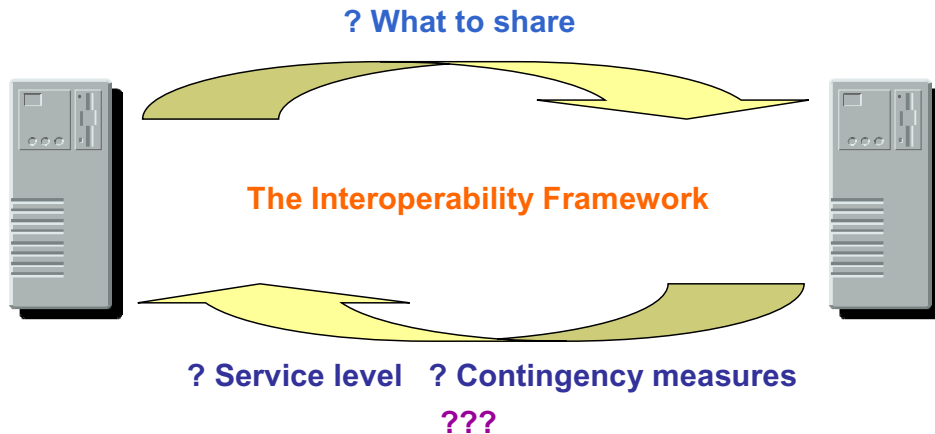 ? What to share
The Interoperability Framework
? Service level ? Contingency measures
???